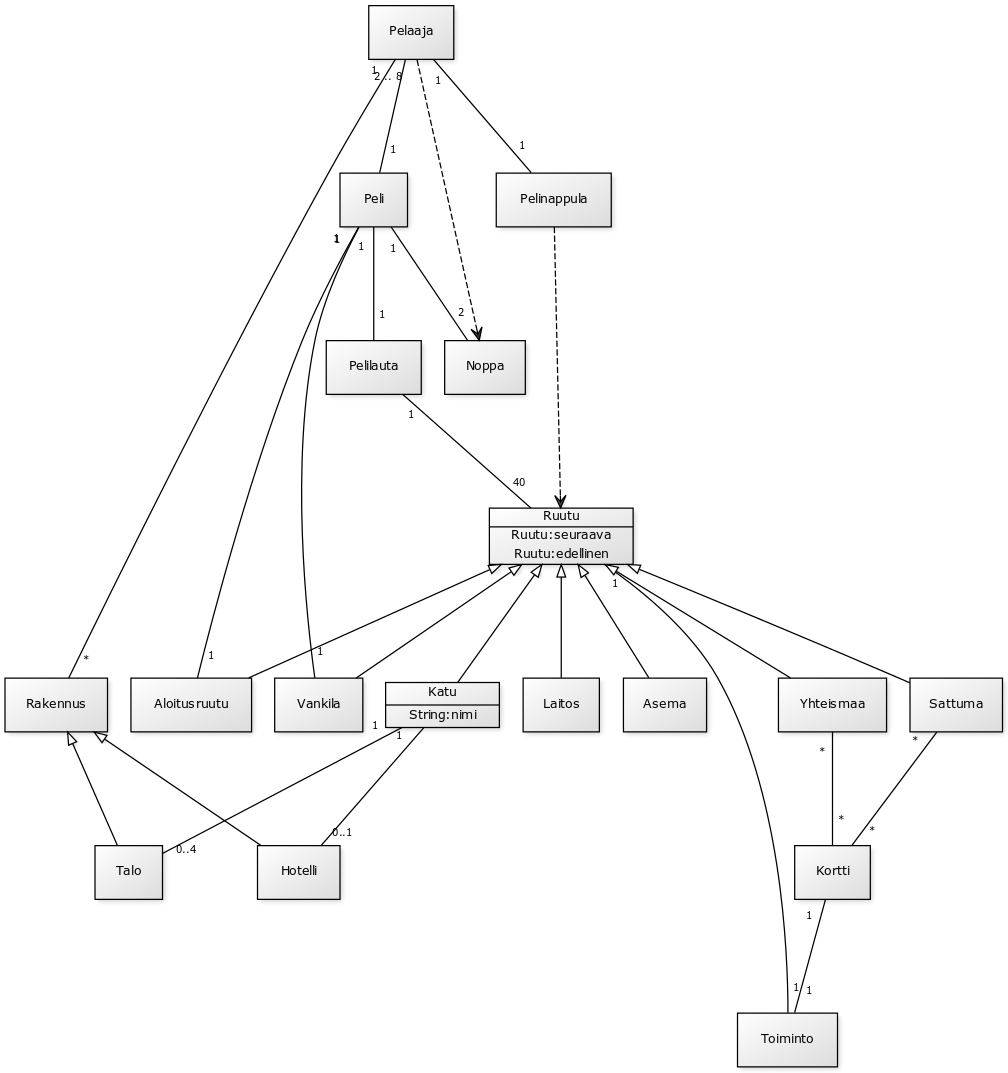 Pelaaja
1
2... 8
1
1
1
Peli
Pelinappula
1
1
1
1
1
2
Pelilauta
Noppa
1
40
Ruutu
Ruutu:seuraava
Ruutu:edellinen
1
*
1
1
Rakennus
Aloitusruutu
Vankila
Katu
String:nimi
Laitos
Asema
Yhteismaa
Sattuma
1
1
*
*
0..4
0..1
*
*
Talo
Hotelli
Kortti
1
1
1
Toiminto